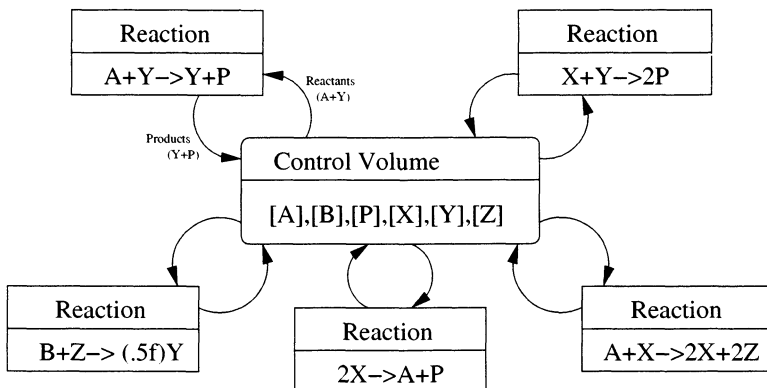 Reaction
A+Y->Y+P
Reactants
(A+Y)
Products
(Y+P)
Reaction
X+Y->2P
Control Volume
[A],[B],[P],[X],[Y],[Z]
Reaction
B+Z-> (.5f)Y
Reaction
2X->A+P
Reaction
A+X->2X+2Z